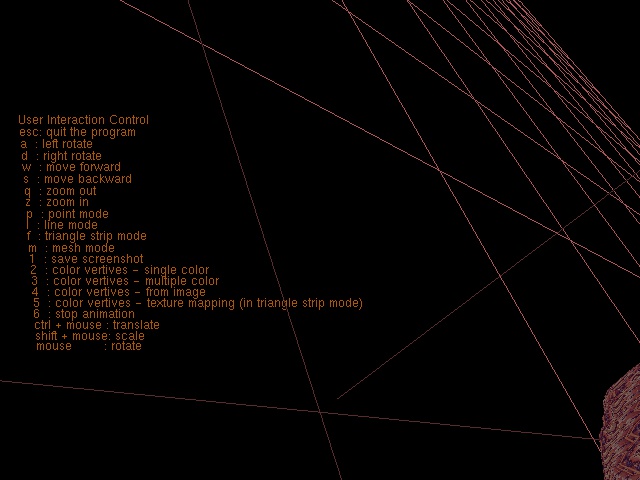 User Interaction Control
esc: quit the program
a : left rotate
d : right rotate
w : move forward
s : move backward
q : zoom out
z : zoom in
p : point mode
l : line mode
f : triangle strip mode
m : mesh mode
1 : save screenshot
2 : color vertives - single color
3 : color vertives - multiple color
4 : color vertives - from image
5 : color vertives - texture mapping (in triangle strip mode)
6 : stop animation
ctrl + mouse : translate
shift + mouse: scale
mouse : rotate